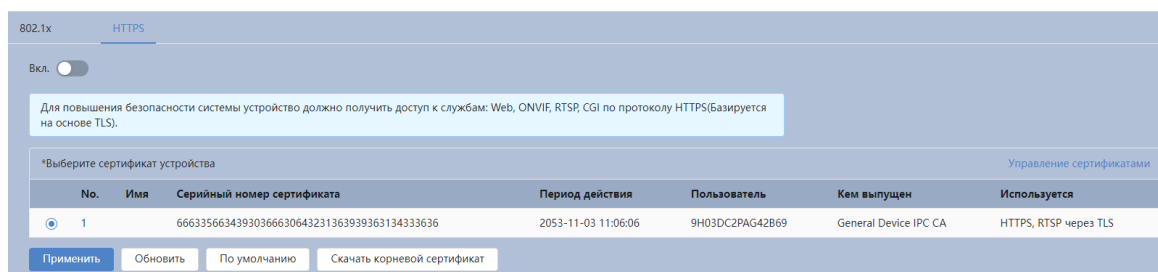 802.1x HTTPS
Вкл.
Для повышения безопасности системы устройство должно получить доступ к службам: Web, ONVIF, RTSP, CGI по протоколу HTTPS(Базируется
на основе TLS).
*Выберите сертификат устройства Управление сертификатами
No. Имя Серийный номер сертификата Период действия Пользователь Кем выпущен Используется
1 66633566343930366630643231363939363134333636 2053-11-03 11:06:06 9H03DC2PAG42B69 General Device IPC CA HTTPS, RTSP через TLS
Применить Обновить По умолчанию Скачать корневой сертификат